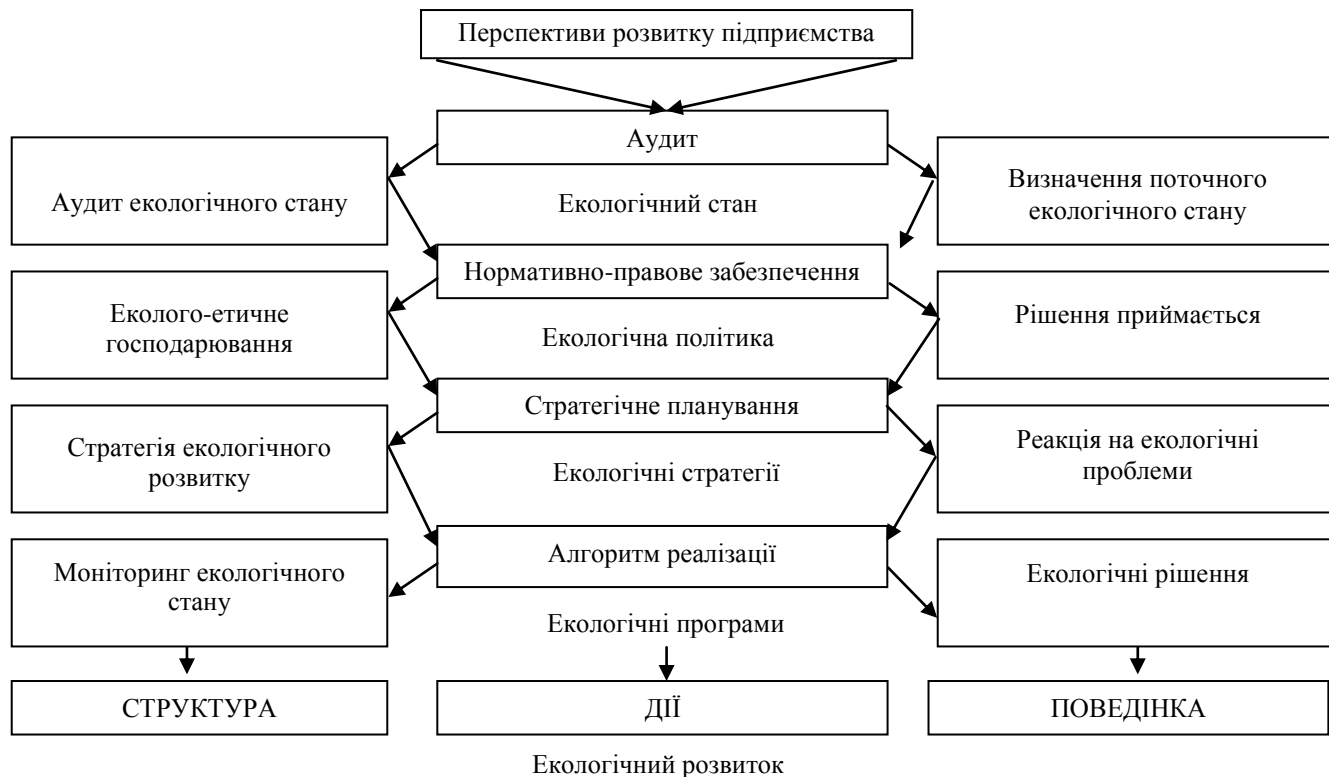 Перспективи розвитку підприємства
Аудит
Аудит екологічного стану
Екологічний стан
Визначення поточного
екологічного стану
Нормативно-правове забезпечення
Еколого-етичне
господарювання
Екологічна політика
Рішення приймається
Стратегічне планування
Стратегія екологічного
розвитку
Екологічні стратегії
Реакція на екологічні
проблеми
Алгоритм реалізації
Моніторинг екологічного
стану
Екологічні програми
Екологічні рішення
СТРУКТУРА
ДІЇ
ПОВЕДІНКА
Екологічний розвиток